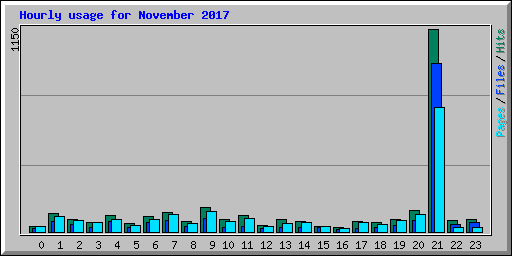 Hourly usage for November 2017
1150
Pages/Files/Hits
0 1 2 3 4 5 6 7 8 9 10 11 12 13 14 15 16 17 18 19 20 21 22 23